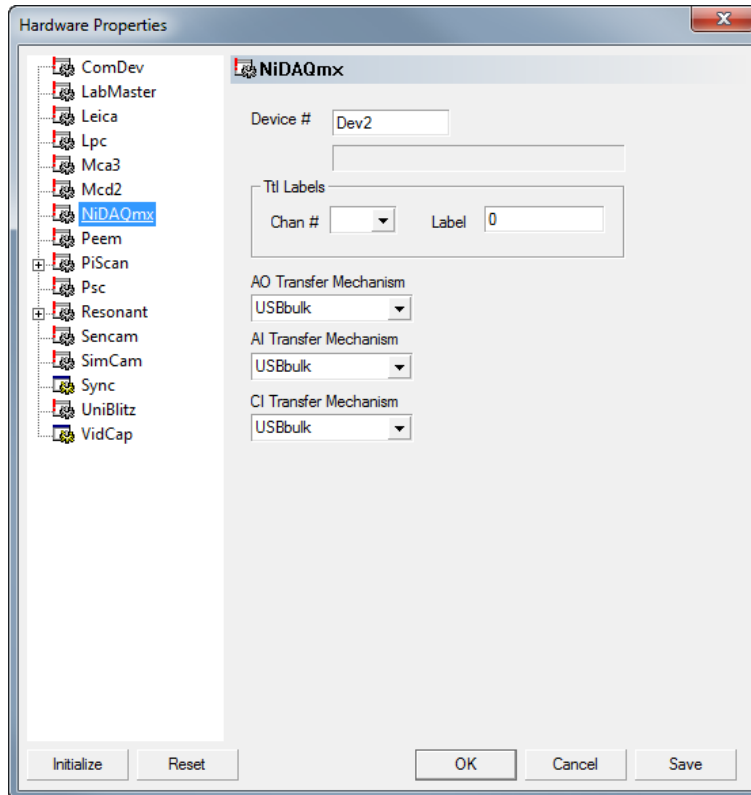 Hardware Properties
ComDev
LabMaster
Leica
Lpc
Mca3
Mcd2
NiDAQmx
Peem
PiScan
Psc
Resonant
Sencam
SimCam
Sync
UniBlitz
VidCap
NiDAQmx
Device # Dev2
Ttl Labels
Chan # Label 0
AO Transfer Mechanism
USBbulk
AI Transfer Mechanism
USBbulk
CI Transfer Mechanism
USBbulk
Initialize Reset OK Cancel Save